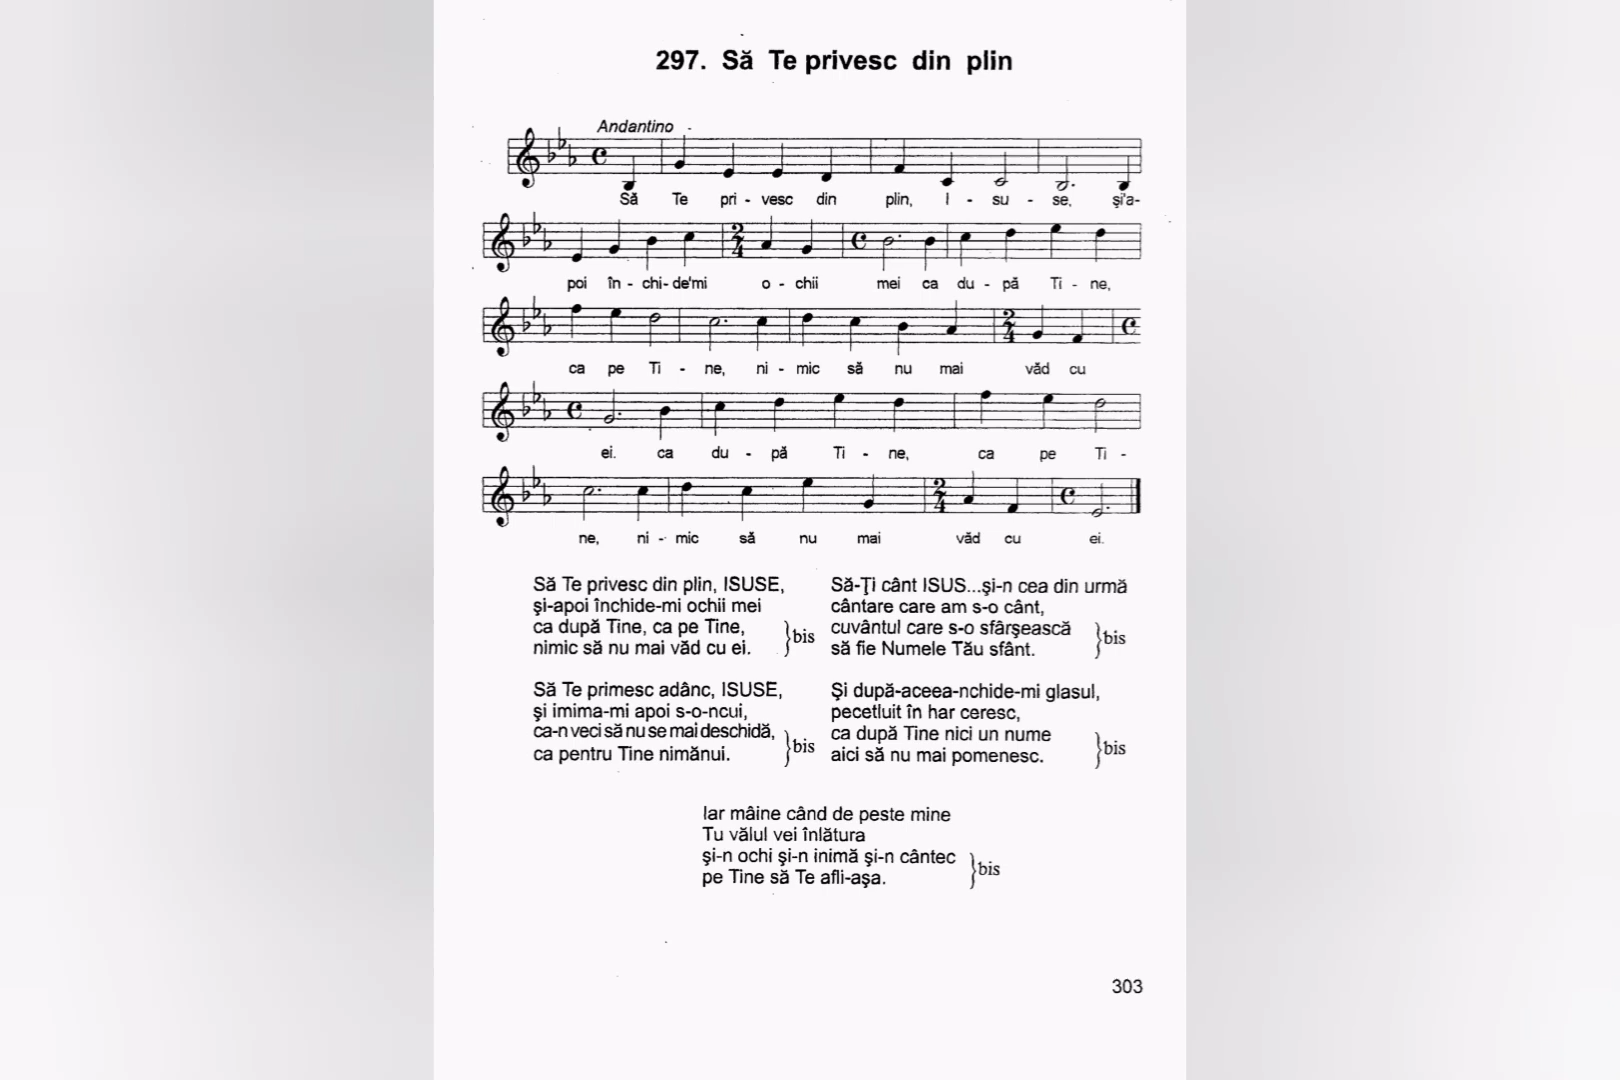 297. Să Te privesc din plin
Andantino
Să Te pri - vesc din plin, I - su - se, şi'a-
poi în - chi - de'mi o - chii mei ca du - pă Ti - ne,
ca pe Ti - ne, ni - mic să nu mai văd cu
ei. ca du - pă Ti - ne, ca pe Ti -
ne, ni - mic să nu mai văd cu ei.
Să Te privesc din plin, ISUSE,
şi-apoi închide-mi ochii mei
ca după Tine, ca pe Tine,
nimic să nu mai văd cu ei.
bis
Să Te primesc adânc, ISUSE,
şi imima-mi apoi s-o-ncui,
ca-n veci să nu se mai deschidă,
ca pentru Tine nimănui.
bis
Să-Ţi cânt ISUS...şi-n cea din urmă
cântare care am s-o cânt,
cuvântul care s-o sfârşească
să fie Numele Tău sfânt.
bis
Şi după-aceea-nchide-mi glasul,
pecetluit în har ceresc,
ca după Tine nici un nume
aici să nu mai pomenesc.
bis
Iar mâine când de peste mine
Tu vălul vei înlătura
şi-n ochi şi-n inimă şi-n cântec
pe Tine să Te afli-aşa.
bis
303